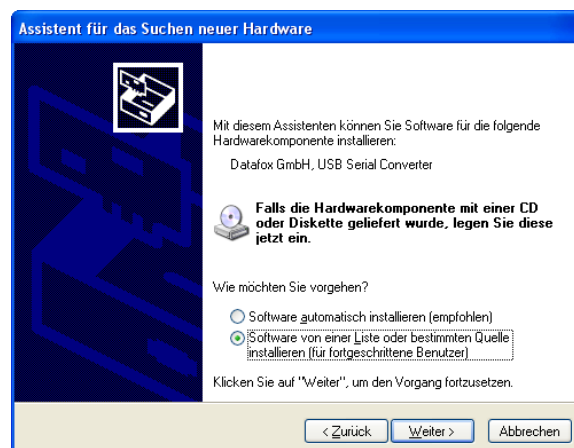 Assistent für das Suchen neuer Hardware
Mit diesem Assistenten können Sie Software für die folgende
Hardwarekomponente installieren:
Datafox GmbH, USB Serial Converter
Falls die Hardwarekomponente mit einer CD
oder Diskette geliefert wurde, legen Sie diese
jetzt ein.
Wie möchten Sie vorgehen?
Software automatisch installieren (empfohlen)
Software von einer Liste oder bestimmten Quelle
installieren (für fortgeschrittene Benutzer)
Klicken Sie auf "Weiter", um den Vorgang fortzusetzen.
< Zurück Weiter > Abbrechen